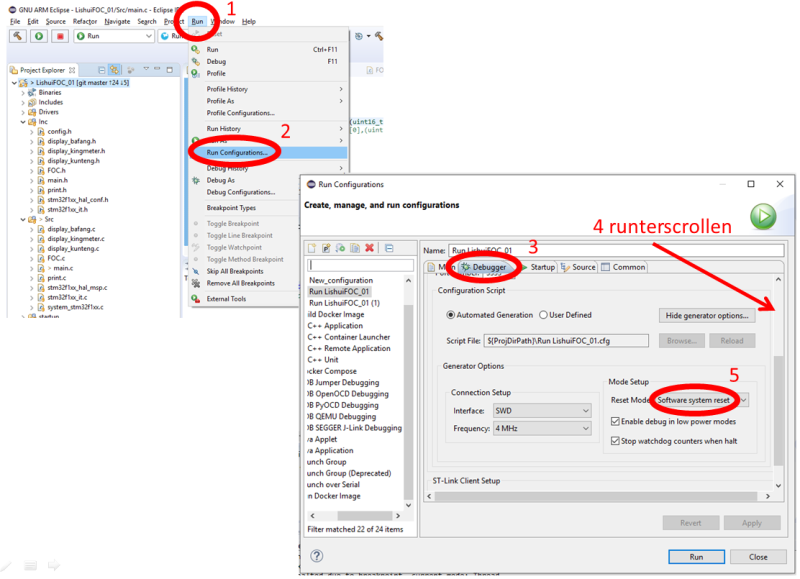 GNU ARM Eclipse - LishuiFOC_01/Src/main.c - Eclipse
File Edit Source Refactor Navigate Search Project Run Window Help
1
Run
Run Ctrl+F11
Debug F11
Profile
Profile History
Profile As
Profile Configurations...
Run History
Run As
2
Run Configurations...
Debug History
Debug As
Debug Configurations...
Breakpoint Types
Toggle Breakpoint
Toggle Line Breakpoint
Toggle Watchpoint
Toggle Method Breakpoint
Skip All Breakpoints
Remove All Breakpoints
External Tools
Project Explorer
> LishuiFOC_01 [git master ↑24 ↓5]
Binaries
Includes
Drivers
Inc
config.h
display_bafang.h
display_kingmeter.h
display_kunteng.h
FOC.h
main.h
print.h
stm32f1xx_hal_conf.h
stm32f1xx_it.h
> Src
display_bafang.c
display_kingmeter.c
display_kunteng.c
FOC.c
> main.c
print.c
stm32f1xx_hal_msp.c
stm32f1xx_it.c
system_stm32f1xx.c
startup
(uint16_t
[0],(uint
Run Configurations
Create, manage, and run configurations
4 runterscrollen
3
Name: Run LishuiFOC_01
Main Debugger Startup Source Common
New_configuration
Run LishuiFOC_01
Run LishuiFOC_01 (1)
ild Docker Image
C++ Application
C++ Container Launcher
C++ Remote Application
C++ Unit
cker Compose
DB Jumper Debugging
DB OpenOCD Debugging
DB PyOCD Debugging
DB QEMU Debugging
DB SEGGER J-Link Debugging
va Applet
va Application
unch Group
unch Group (Deprecated)
unch over Serial
n Docker Image
Filter matched 22 of 24 items
Configuration Script
Automated Generation User Defined Hide generator options...
Script File: ${ProjDirPath}\Run LishuiFOC_01.cfg Browse... Reload
Generator Options
Connection Setup
Interface: SWD
Frequency: 4 MHz
Mode Setup
5
Reset Mode Software system reset
Enable debug in low power modes
Stop watchdog counters when halt
ST-Link Client Setup
Revert Apply
Run Close